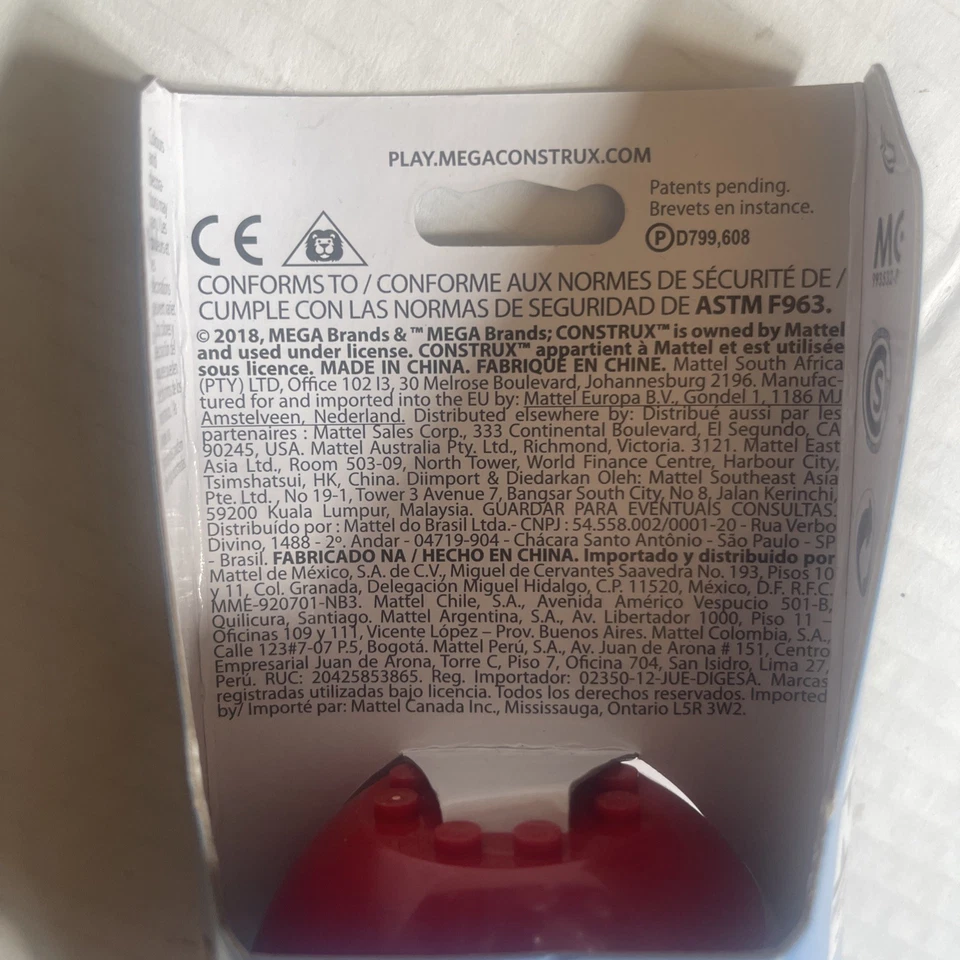 PLAY.MEGACONSTRUX.COM
Patents pending.
Brevets en instance.
CE
P D799,608
CONFORMS TO / CONFORME AUX NORMES DE SÉCURITÉ DE /
CUMPLE CON LAS NORMAS DE SEGURIDAD DE ASTM F963.
© 2018, MEGA Brands & ™ MEGA Brands; CONSTRUX™ is owned by Mattel
and used under license. CONSTRUX™ appartient à Mattel et est utilisée
sous licence. MADE IN CHINA. FABRIQUÉ EN CHINE. Mattel South Africa
(PTY) LTD, Office 102 I3, 30 Melrose Boulevard, Johannesburg 2196. Manufac-
tured for and imported into the EU by: Mattel Europa B.V., Gondel 1, 1186 MJ
Amstelveen, Nederland. Distributed elsewhere by: Distribué aussi par les
partenaires : Mattel Sales Corp., 333 Continental Boulevard, El Segundo, CA
90245, USA. Mattel Australia Pty. Ltd., Richmond, Victoria. 3121. Mattel East
Asia Ltd., Room 503-09, North Tower, World Finance Centre, Harbour City,
Tsimshatsui, HK, China. Diimport & Diedarkan Oleh: Mattel Southeast Asia
Pte. Ltd., No 19-1, Tower 3 Avenue 7, Bangsar South City, No 8, Jalan Kerinchi,
59200 Kuala Lumpur, Malaysia. GUARDAR PARA EVENTUAIS CONSULTAS.
Distribuído por : Mattel do Brasil Ltda.- CNPJ : 54.558.002/0001-20 - Rua Verbo
Divino, 1488 - 2º. Andar - 04719-904 - Chácara Santo Antônio - São Paulo - SP
- Brasil. FABRICADO NA / HECHO EN CHINA. Importado y distribuido por
Mattel de México, S.A. de C.V., Miguel de Cervantes Saavedra No. 193, Pisos 10
y 11, Col. Granada, Delegación Miguel Hidalgo, C.P. 11520, México, D.F. R.F.C.
MME-920701-NB3. Mattel Chile, S.A., Avenida Américo Vespucio 501-B,
Quilicura, Santiago. Mattel Argentina, S.A., Av. Libertador 1000, Piso 11 –
Oficinas 109 y 111, Vicente López – Prov. Buenos Aires. Mattel Colombia, S.A.,
Calle 123#7-07 P.5, Bogotá. Mattel Perú, S.A., Av. Juan de Arona # 151, Centro
Empresarial Juan de Arona, Torre C, Piso 7, Oficina 704, San Isidro, Lima 27,
Perú. RUC: 20425853865. Reg. Importador: 02350-12-JUE-DIGESA. Marcas
registradas utilizadas bajo licencia. Todos los derechos reservados. Imported
by/ Importé par: Mattel Canada Inc., Mississauga, Ontario L5R 3W2.